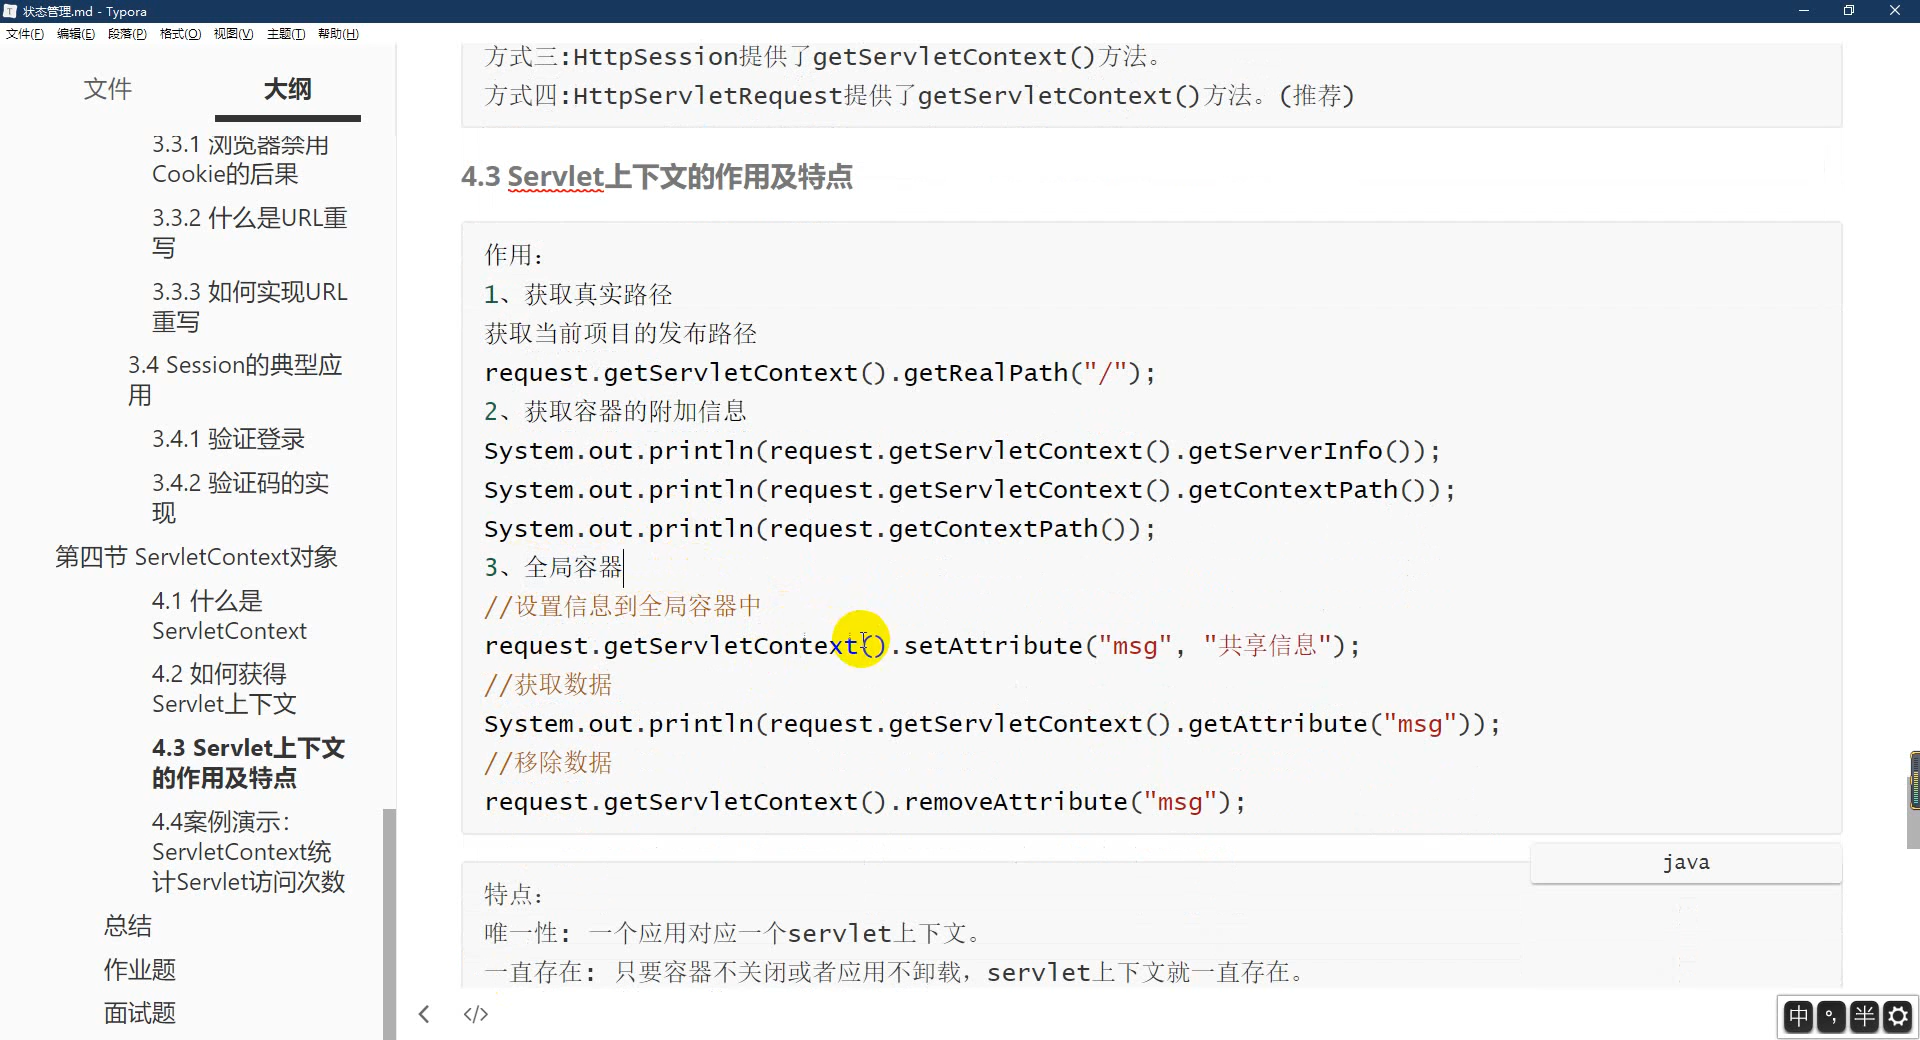 状态管理.md - Typora
文件(F) 编辑(E) 段落(P) 格式(O) 视图(V) 主题(T) 帮助(H)
文件 大纲
3.3.1 浏览器禁用
Cookie的后果
3.3.2 什么是URL重
写
3.3.3 如何实现URL
重写
3.4 Session的典型应
用
3.4.1 验证登录
3.4.2 验证码的实
现
第四节 ServletContext对象
4.1 什么是
ServletContext
4.2 如何获得
Servlet上下文
4.3 Servlet上下文
的作用及特点
4.4案例演示：
ServletContext统
计Servlet访问次数
总结
作业题
面试题
方式三:HttpSession提供了getServletContext()方法。
方式四:HttpServletRequest提供了getServletContext()方法。(推荐)
4.3 Servlet上下文的作用及特点
作用：
1、获取真实路径
获取当前项目的发布路径
request.getServletContext().getRealPath("/");
2、获取容器的附加信息
System.out.println(request.getServletContext().getServerInfo());
System.out.println(request.getServletContext().getContextPath());
System.out.println(request.getContextPath());
3、全局容器
//设置信息到全局容器中
request.getServletContext().setAttribute("msg", "共享信息");
//获取数据
System.out.println(request.getServletContext().getAttribute("msg"));
//移除数据
request.getServletContext().removeAttribute("msg");
java
特点：
唯一性: 一个应用对应一个servlet上下文。
一直存在: 只要容器不关闭或者应用不卸载，servlet上下文就一直存在。
</>
中 °, 半